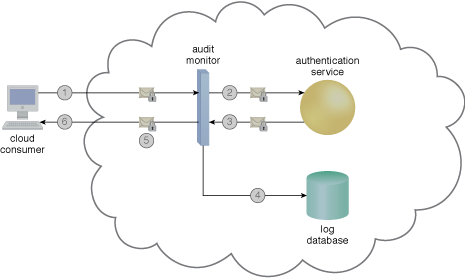 audit
monitor
authentication
service
1
2
6
3
cloud
consumer
5
4
log
database